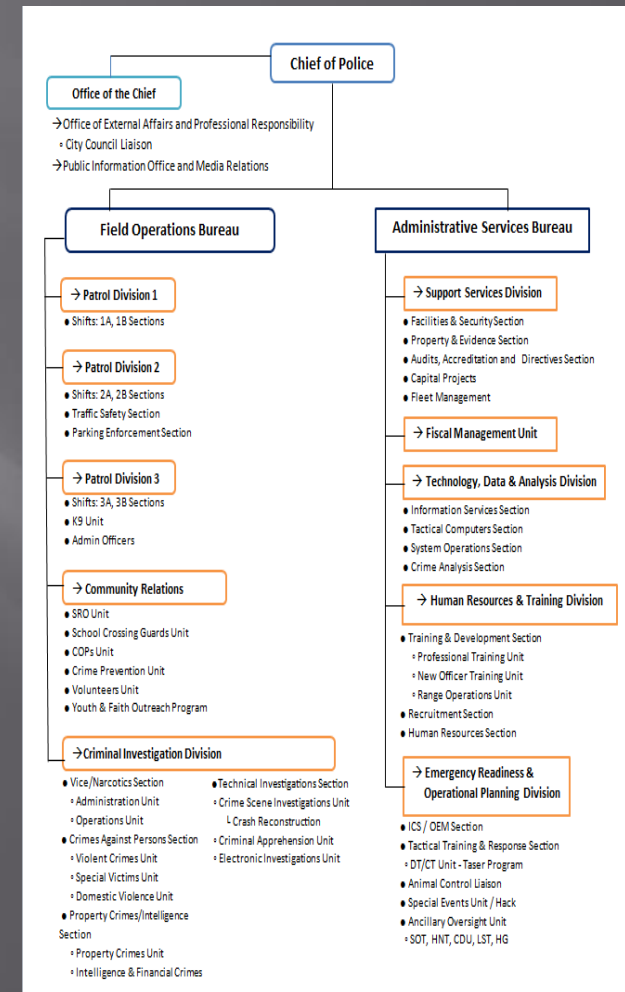 Chief of Police
Office of the Chief
→Office of External Affairs and Professional Responsibility
▫ City Council Liaison
→Public Information Office and Media Relations
Field Operations Bureau
→ Patrol Division 1
● Shifts: 1A, 1B Sections
→ Patrol Division 2
● Shifts: 2A, 2B Sections
● Traffic Safety Section
● Parking Enforcement Section
→ Patrol Division 3
● Shifts: 3A, 3B Sections
● K9 Unit
● Admin Officers
→ Community Relations
● SRO Unit
● School Crossing Guards Unit
● COPs Unit
● Crime Prevention Unit
● Volunteers Unit
● Youth & Faith Outreach Program
→Criminal Investigation Division
● Vice/Narcotics Section
▫ Administration Unit
▫ Operations Unit
● Crimes Against Persons Section
▫ Violent Crimes Unit
▫ Special Victims Unit
▫ Domestic Violence Unit
● Property Crimes/Intelligence
Section
▫ Property Crimes Unit
▫ Intelligence & Financial Crimes
●Technical Investigations Section
▫ Crime Scene Investigations Unit
└ Crash Reconstruction
▫ Criminal Apprehension Unit
▫ Electronic Investigations Unit
Administrative Services Bureau
→ Support Services Division
● Facilities & Security Section
● Property & Evidence Section
● Audits, Accreditation and Directives Section
● Capital Projects
● Fleet Management
→ Fiscal Management Unit
→ Technology, Data & Analysis Division
● Information Services Section
● Tactical Computers Section
● System Operations Section
● Crime Analysis Section
→ Human Resources & Training Division
● Training & Development Section
▫ Professional Training Unit
▫ New Officer Training Unit
▫ Range Operations Unit
● Recruitment Section
● Human Resources Section
→ Emergency Readiness &
Operational Planning Division
● ICS / OEM Section
● Tactical Training & Response Section
▫ DT/CT Unit - Taser Program
● Animal Control Liaison
● Special Events Unit / Hack
● Ancillary Oversight Unit
▫ SOT, HNT, CDU, LST, HG